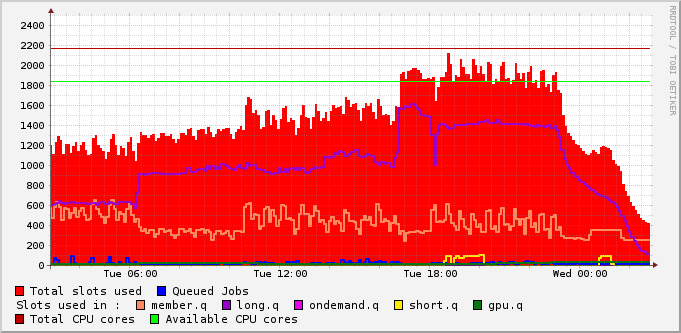 2400
2200
2000
1800
1600
1400
1200
1000
800
600
400
200
0
Tue 06:00 Tue 12:00 Tue 18:00 Wed 00:00
Total slots used Queued Jobs
Slots used in : member.q long.q ondemand.q short.q gpu.q
Total CPU cores Available CPU cores
RRDTOOL / TOBI OETIKER